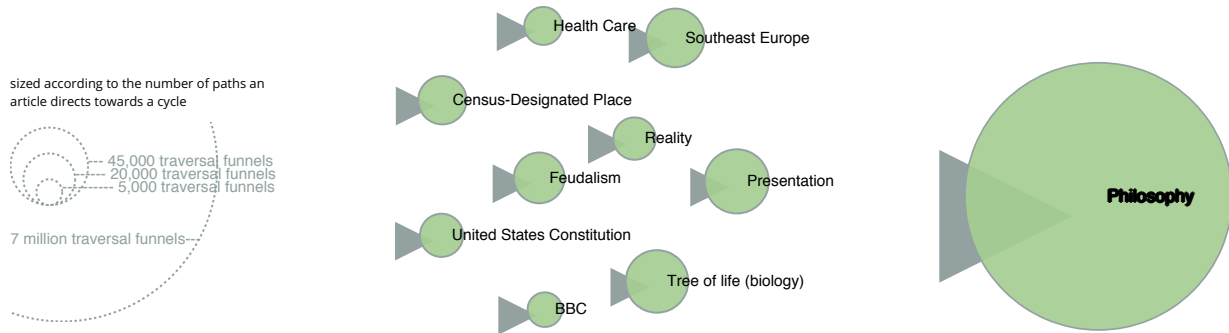 sized according to the number of paths an
article directs towards a cycle
45,000 traversal funnels
20,000 traversal funnels
5,000 traversal funnels
7 million traversal funnels
Health Care
Southeast Europe
Census-Designated Place
Reality
Feudalism
Presentation
United States Constitution
Tree of life (biology)
BBC
Philosophy